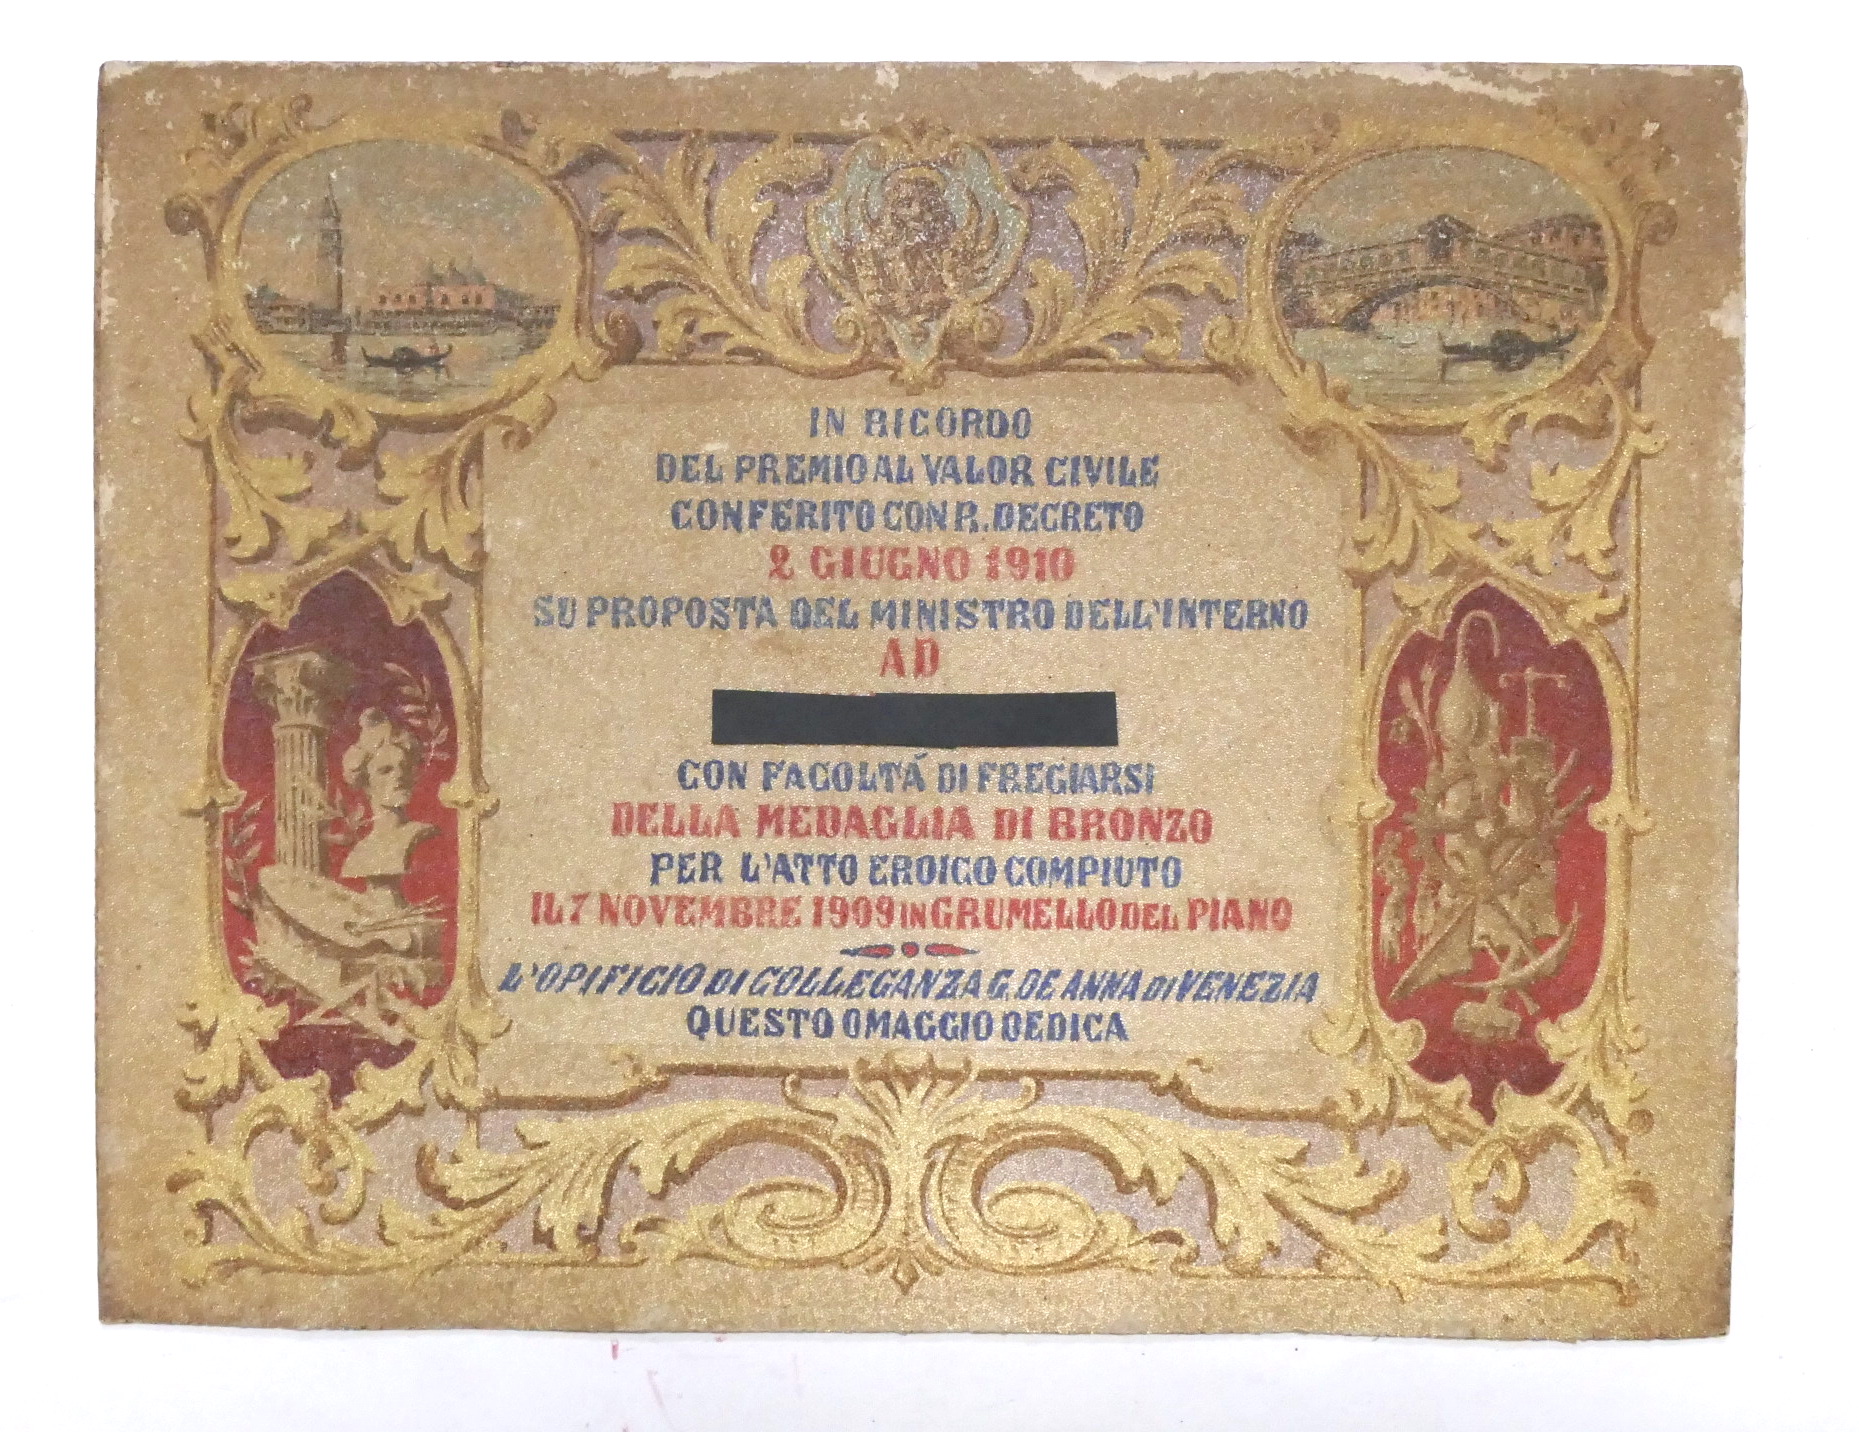 IN RICORDO
DEL PREMIO AL VALOR CIVILE
CONFERITO CON R. DECRETO
2 GIUGNO 1910
SU PROPOSTA DEL MINISTRO DELL'INTERNO
AD
CON FACOLTÁ DI FREGIARSI
DELLA MEDAGLIA DI BRONZO
PER L'ATTO EROICO COMPIUTO
IL 7 NOVEMBRE 1909 IN GRUMELLO DEL PIANO
L'OPIFICIO DI COLLEGANZA G. DE ANNA DI VENEZIA
QUESTO OMAGGIO DEDICA